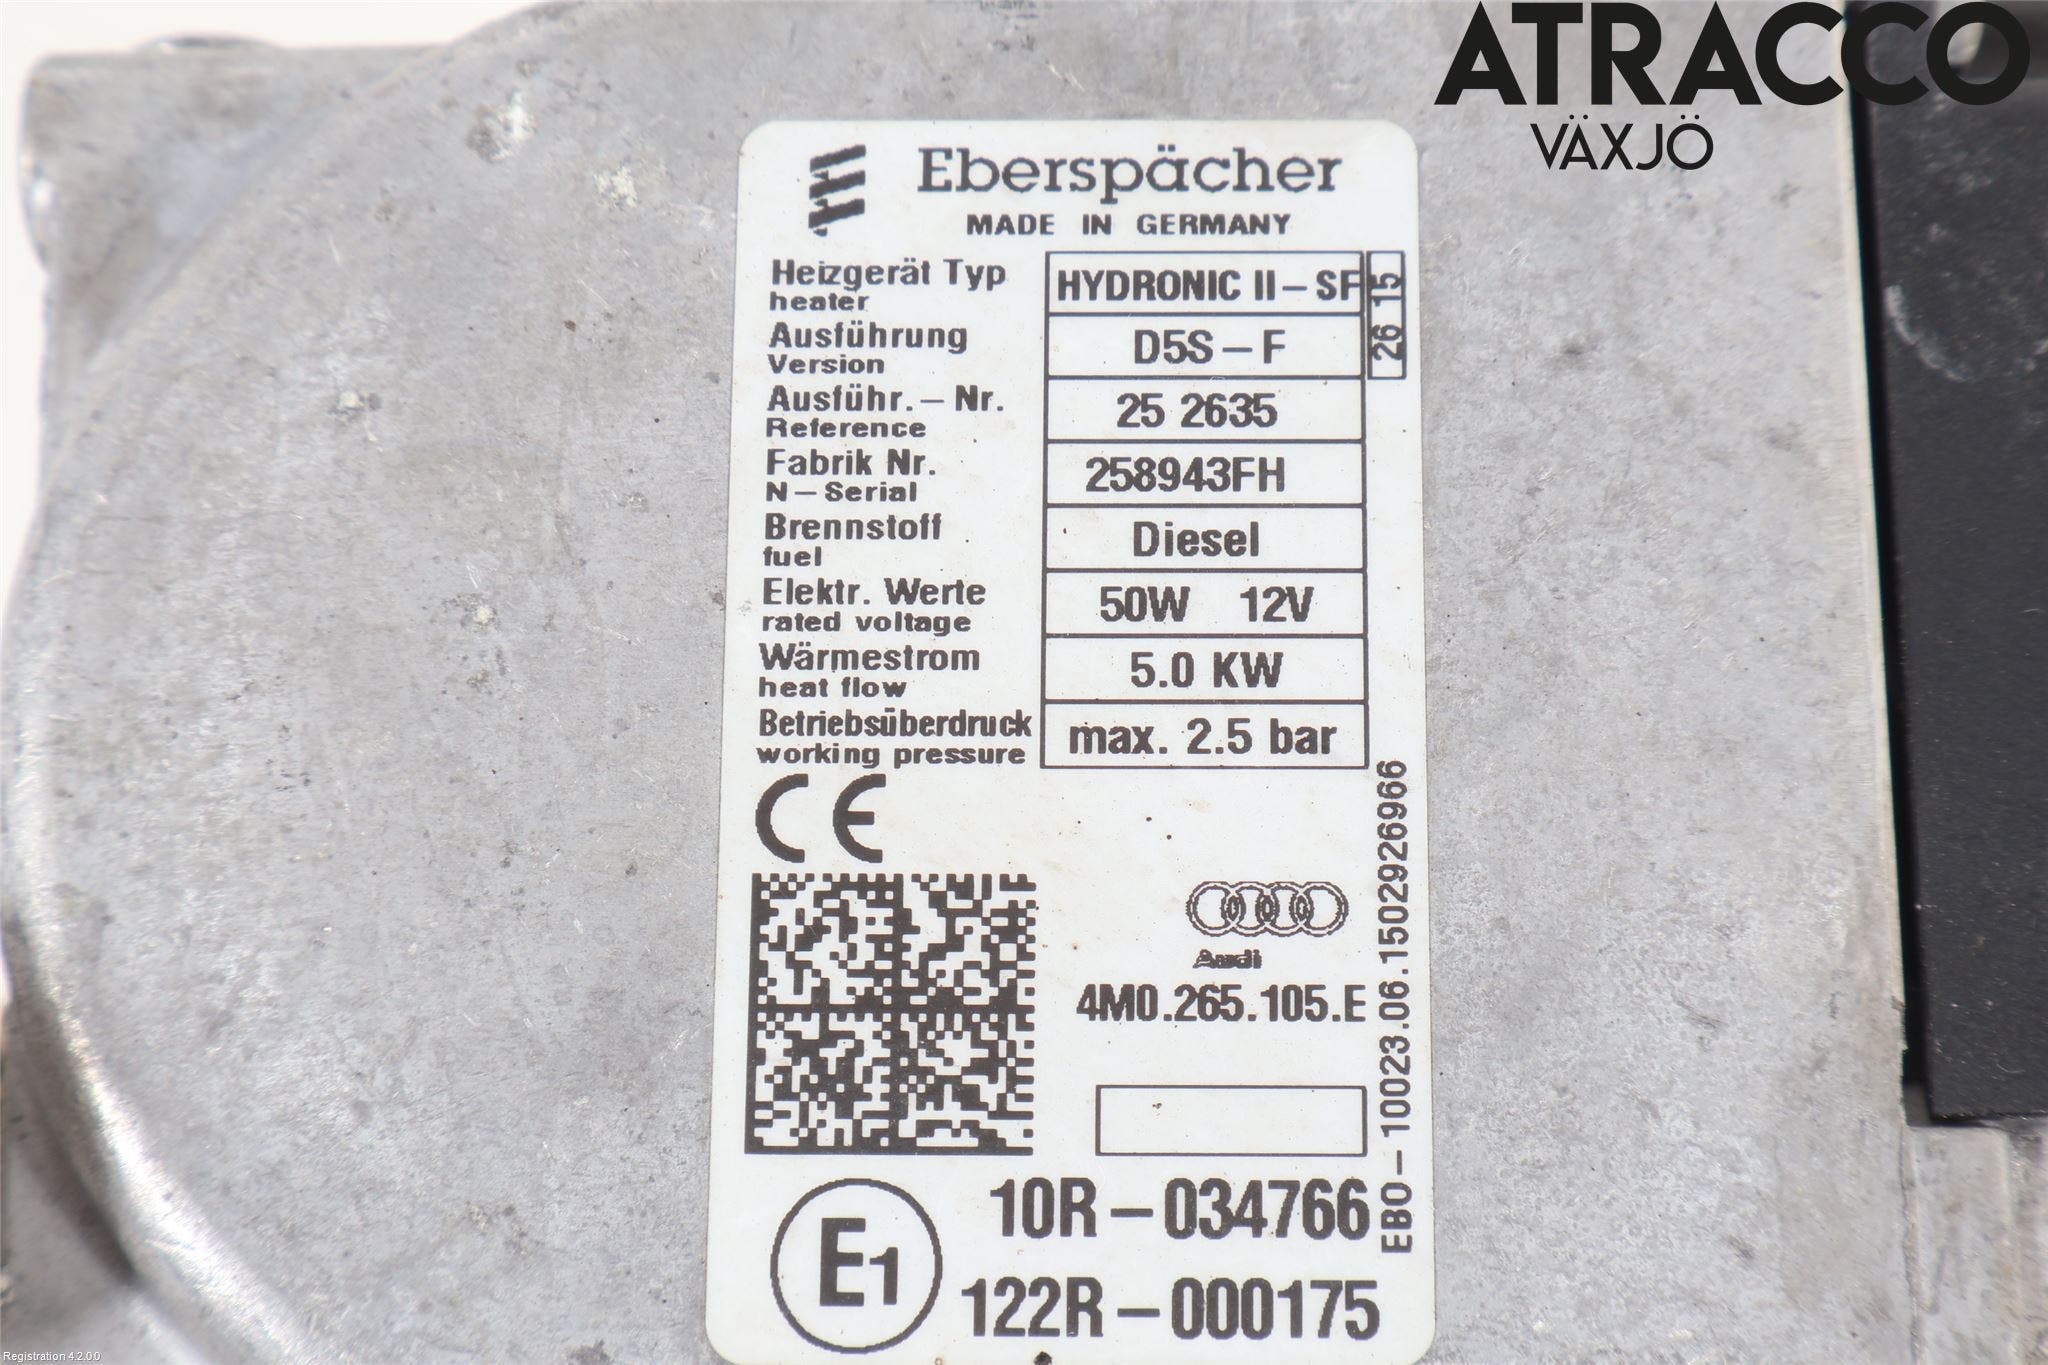 ATRACCO
VÄXJÖ
Eberspächer
MADE IN GERMANY
Heizgerät Typ
heater
HYDRONIC II-SF
26 15
Ausführung
Version
D5S-F
Ausführ.-Nr.
Reference
25 2635
Fabrik Nr.
N-Serial
258943FH
Brennstoff
fuel
Diesel
Elektr. Werte
rated voltage
50W 12V
Wärmestrom
heat flow
5.0 KW
Betriebsüberdruck
working pressure
max. 2.5 bar
CE
Audi
4M0.265.105.E
EBO-10023.06.1502926966
E1
10R-034766
122R-000175
Registration 4.2.0.0